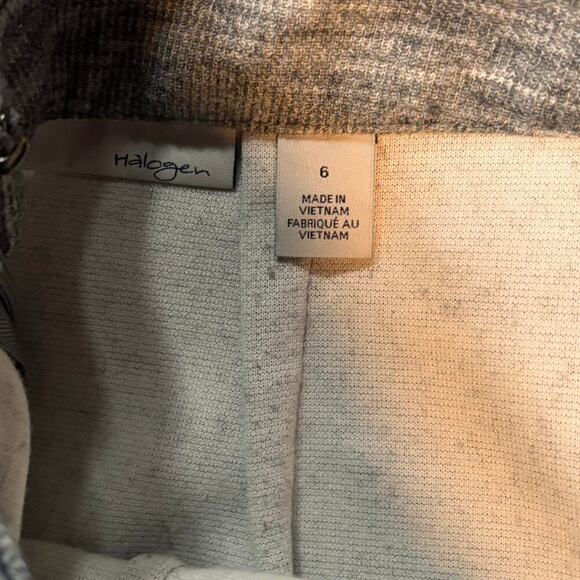 Halogen
6
MADE IN
VIETNAM
FABRIQUÉ AU
VIETNAM